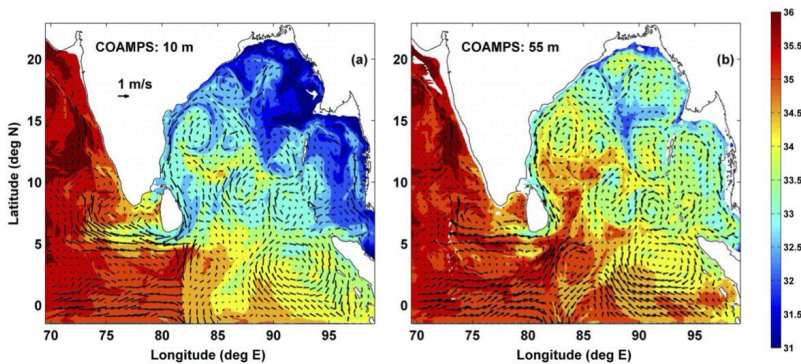 COAMPS: 10 m
(a)
1 m/s
Latitude (deg N)
20
15
10
5
0
70 75 80 85 90 95
Longitude (deg E)
COAMPS: 55 m
(b)
20
15
10
5
0
70 75 80 85 90 95
Longitude (deg E)
36
35.5
35
34.5
34
33.5
33
32.5
32
31.5
31